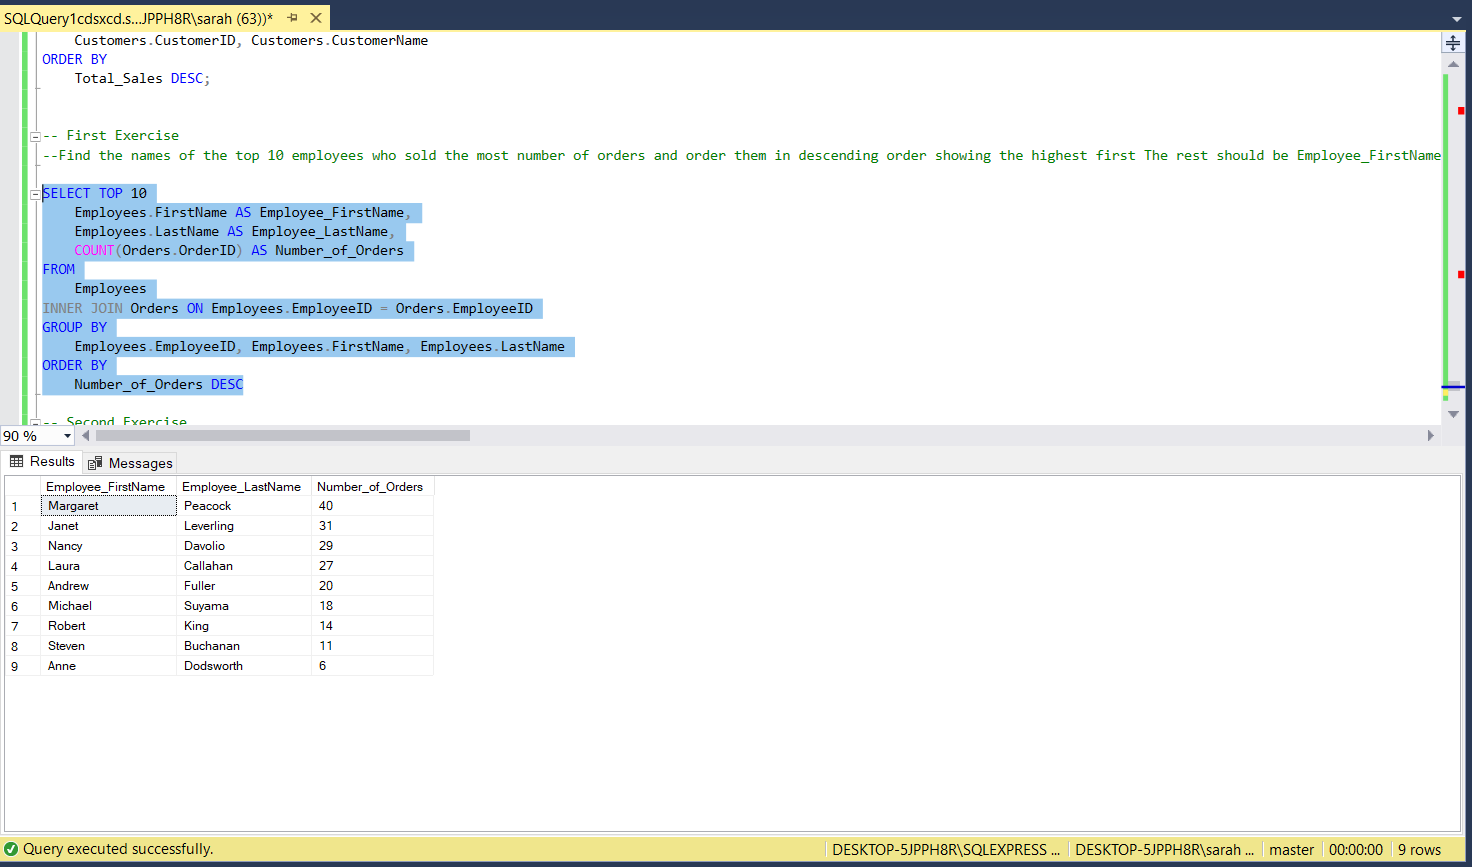 SQLQuery1cdsxcd.s...JPPH8R\sarah (63))*
Customers.CustomerID, Customers.CustomerName
ORDER BY
Total_Sales DESC;
-- First Exercise
--Find the names of the top 10 employees who sold the most number of orders and order them in descending order showing the highest first The rest should be Employee_FirstName
SELECT TOP 10
Employees.FirstName AS Employee_FirstName,
Employees.LastName AS Employee_LastName,
COUNT(Orders.OrderID) AS Number_of_Orders
FROM
Employees
INNER JOIN Orders ON Employees.EmployeeID = Orders.EmployeeID
GROUP BY
Employees.EmployeeID, Employees.FirstName, Employees.LastName
ORDER BY
Number_of_Orders DESC
-- Second Exercise
90 %
Results Messages
Employee_FirstName Employee_LastName Number_of_Orders
1 Margaret Peacock 40
2 Janet Leverling 31
3 Nancy Davolio 29
4 Laura Callahan 27
5 Andrew Fuller 20
6 Michael Suyama 18
7 Robert King 14
8 Steven Buchanan 11
9 Anne Dodsworth 6
Query executed successfully. DESKTOP-5JPPH8R\SQLEXPRESS ... DESKTOP-5JPPH8R\sarah ... master 00:00:00 9 rows